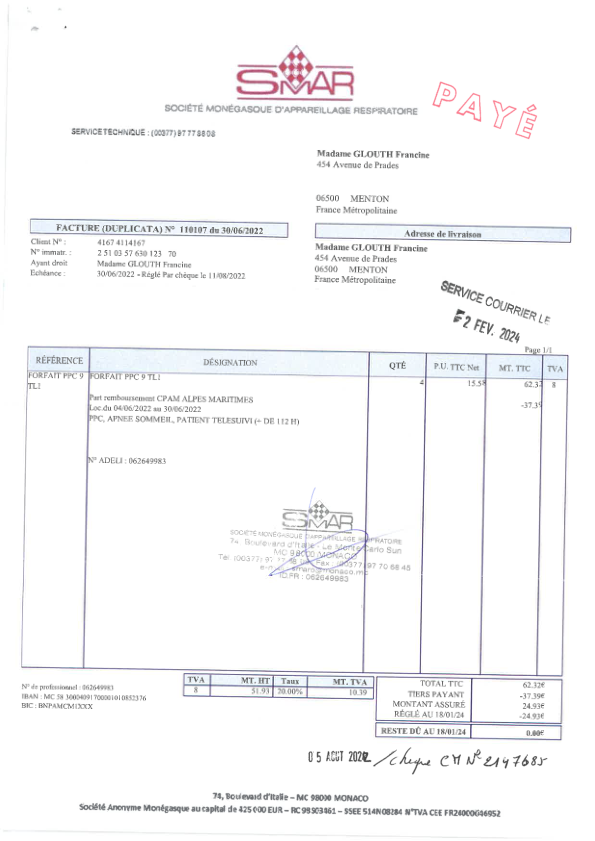 SMAR
SOCIÉTÉ MONÉGASQUE D'APPAREILLAGE RESPIRATOIRE
PAYÉ
SERVICE TECHNIQUE : (00377) 97 77 58 08
Madame GLOUTH Francine
454 Avenue de Prades
06500 MENTON
France Métropolitaine
FACTURE (DUPLICATA) N° 110107 du 30/06/2022
Client N° : 4167 4114167
N° immatr. : 2 51 03 57 630 123 70
Ayant droit Madame GLOUTH Francine
Echéance : 30/06/2022 - Réglé Par chèque le 11/08/2022
Adresse de livraison
Madame GLOUTH Francine
454 Avenue de Prades
06500 MENTON
France Métropolitaine
SERVICE COURRIER LE
2 FEV. 2024
Page 1/1
RÉFÉRENCE DÉSIGNATION QTÉ P.U. TTC Net MT. TTC TVA
FORFAIT PPC 9 TL1 FORFAIT PPC 9 TL1 4 15.58 62.32 8
Part remboursement CPAM ALPES MARITIMES -37.39
Loc.du 04/06/2022 au 30/06/2022
PPC, APNEE SOMMEIL, PATIENT TELESUIVI (+ DE 112 H)
N° ADELI : 062649983
SMAR
SOCIÉTÉ MONÉGASQUE D'APPAREILLAGE RESPIRATOIRE
74, Boulevard d'Italie - Le Monte Carlo Sun
MC 98000 MONACO
Tél. (00377) 97 77 Fax : (00377) 97 70 68 45
ID.FR : 062649983
N° de professionnel : 062649983
IBAN : MC 58 3000409170001010852376
BIC : BNPAMCM1XXX
TVA MT. HT Taux MT. TVA
8 51.93 20.00% 10.39
TOTAL TTC 62.32€
TIERS PAYANT -37.39€
MONTANT ASSURÉ 24.93€
RÉGLÉ AU 18/01/24 -24.93€
RESTE DÛ AU 18/01/24 0.00€
05 AOUT 2022 / chèque CM N° 2147685
74, Boulevard d'Italie – MC 98000 MONACO
Société Anonyme Monégasque au capital de 425 000 EUR – RC 98S03461 – SSEE 514N08284 N°TVA CEE FR24000046952